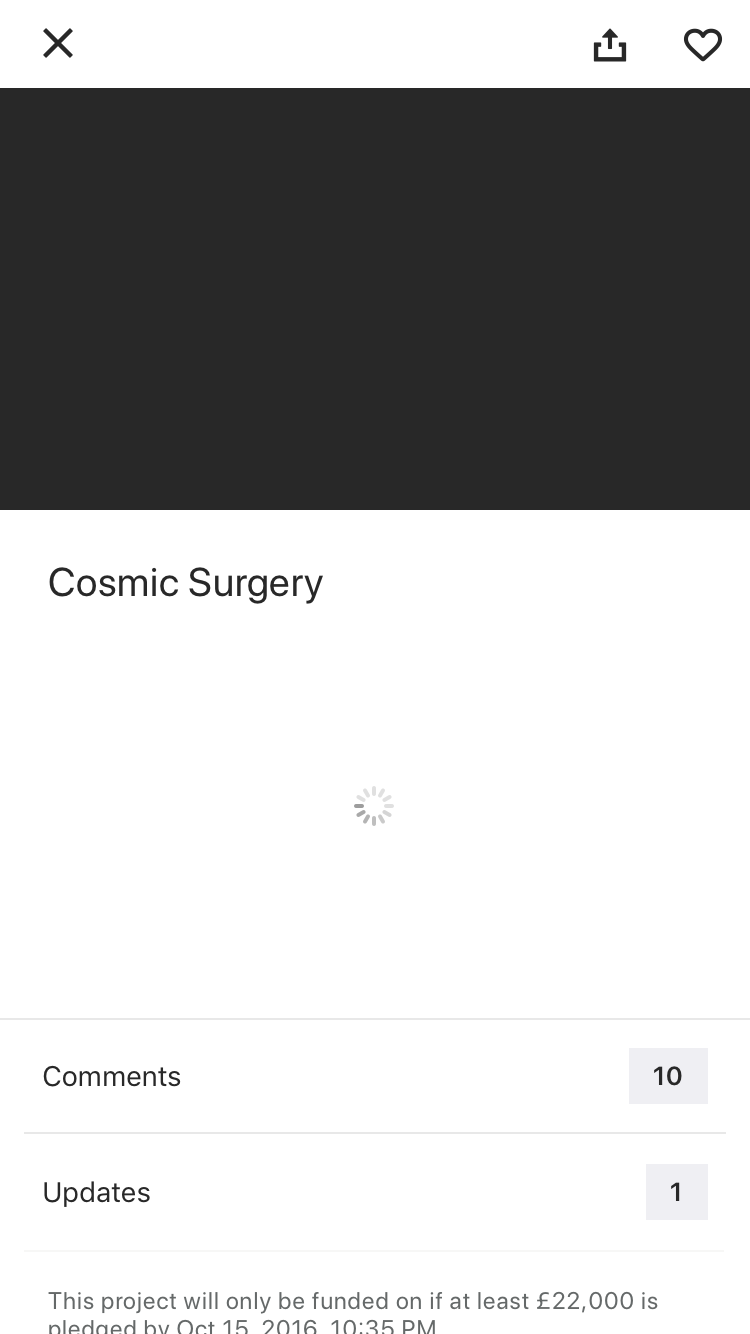 Cosmic Surgery
Comments
10
Updates
1
This project will only be funded on if at least £22,000 is
pledged by Oct 15, 2016, 10:35 PM